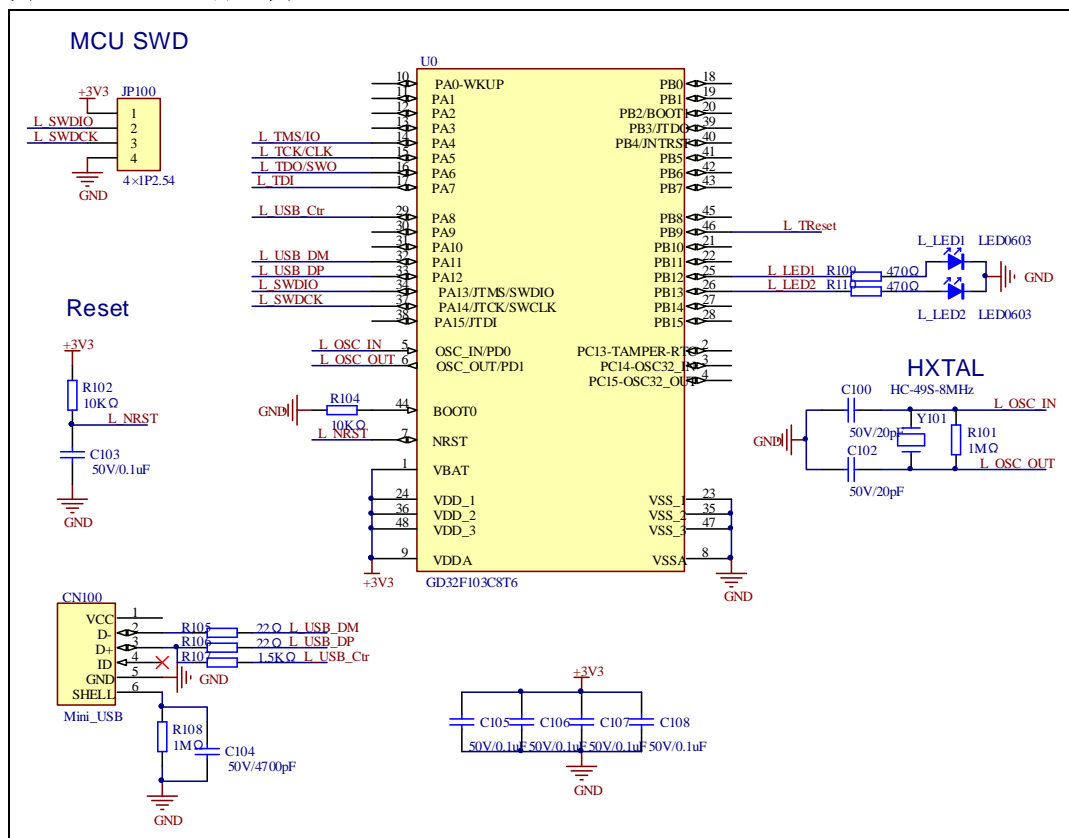 MCU SWD
+3V3
JP100
1
2
3
4
L_SWDIO
L_SWDCK
4×1P2.54
GND
Reset
+3V3
R102
10KΩ
L_NRST
C103
50V/0.1uF
GND
U0
10 PA0-WKUP
11 PA1
12 PA2
13 PA3
L_TMS/IO 14 PA4
L_TCK/CLK 15 PA5
L_TDO/SWO 16 PA6
L_TDI 17 PA7
L_USB_Ctr 29 PA8
30 PA9
31 PA10
L_USB_DM 32 PA11
L_USB_DP 33 PA12
L_SWDIO 34 PA13/JTMS/SWDIO
L_SWDCK 37 PA14/JTCK/SWCLK
38 PA15/JTDI
L_OSC_IN 5 OSC_IN/PD0
L_OSC_OUT 6 OSC_OUT/PD1
GND R104 10KΩ 44 BOOT0
L_NRST 7 NRST
1 VBAT
24 VDD_1
36 VDD_2
48 VDD_3
9 VDDA
+3V3
GD32F103C8T6
PB0 18
PB1 19
PB2/BOOT1 20
PB3/JTDO 39
PB4/JNTRST 40
PB5 41
PB6 42
PB7 43
PB8 45
PB9 46 L_TReset
PB10 21
PB11 22
PB12 25 L_LED1 R109 470Ω
PB13 26 L_LED2 R110 470Ω
PB14 27
PB15 28
PC13-TAMPER-RTC 2
PC14-OSC32_IN 3
PC15-OSC32_OUT 4
VSS_1 23
VSS_2 35
VSS_3 47
VSSA 8
GND
L_LED1 LED0603
GND
L_LED2 LED0603
HXTAL
HC-49S-8MHz
C100
50V/20pF
Y101
L_OSC_IN
GND
R101
1MΩ
C102
50V/20pF
L_OSC_OUT
CN100
VCC 1
D- 2 R105 22Ω L_USB_DM
D+ 3 R106 22Ω L_USB_DP
ID 4 R107 1.5KΩ L_USB_Ctr
GND 5 GND
SHELL 6
Mini_USB
R108
1MΩ
C104
50V/4700pF
GND
+3V3
C105 C106 C107 C108
50V/0.1uF 50V/0.1uF 50V/0.1uF 50V/0.1uF
GND